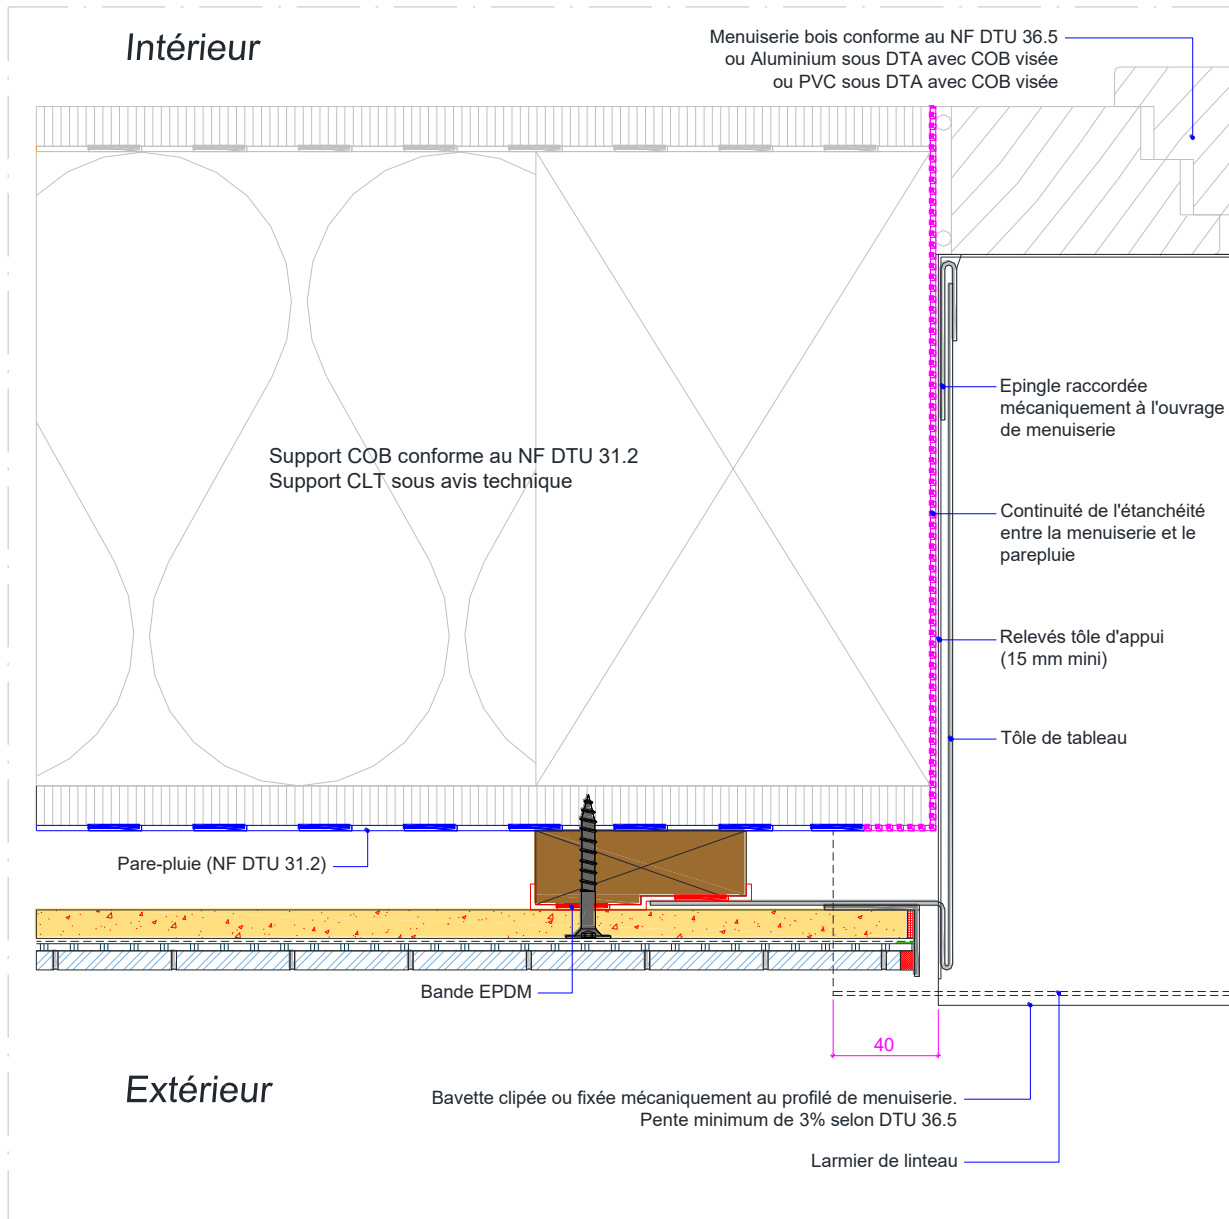 Intérieur
Menuiserie bois conforme au NF DTU 36.5
ou Aluminium sous DTA avec COB visée
ou PVC sous DTA avec COB visée
Epingle raccordée
mécaniquement à l'ouvrage
de menuiserie
Support COB conforme au NF DTU 31.2
Support CLT sous avis technique
Continuité de l'étanchéité
entre la menuiserie et le
parepluie
Relevés tôle d'appui
(15 mm mini)
Tôle de tableau
Pare-pluie (NF DTU 31.2)
Bande EPDM
40
Extérieur
Bavette clipée ou fixée mécaniquement au profilé de menuiserie.
Pente minimum de 3% selon DTU 36.5
Larmier de linteau